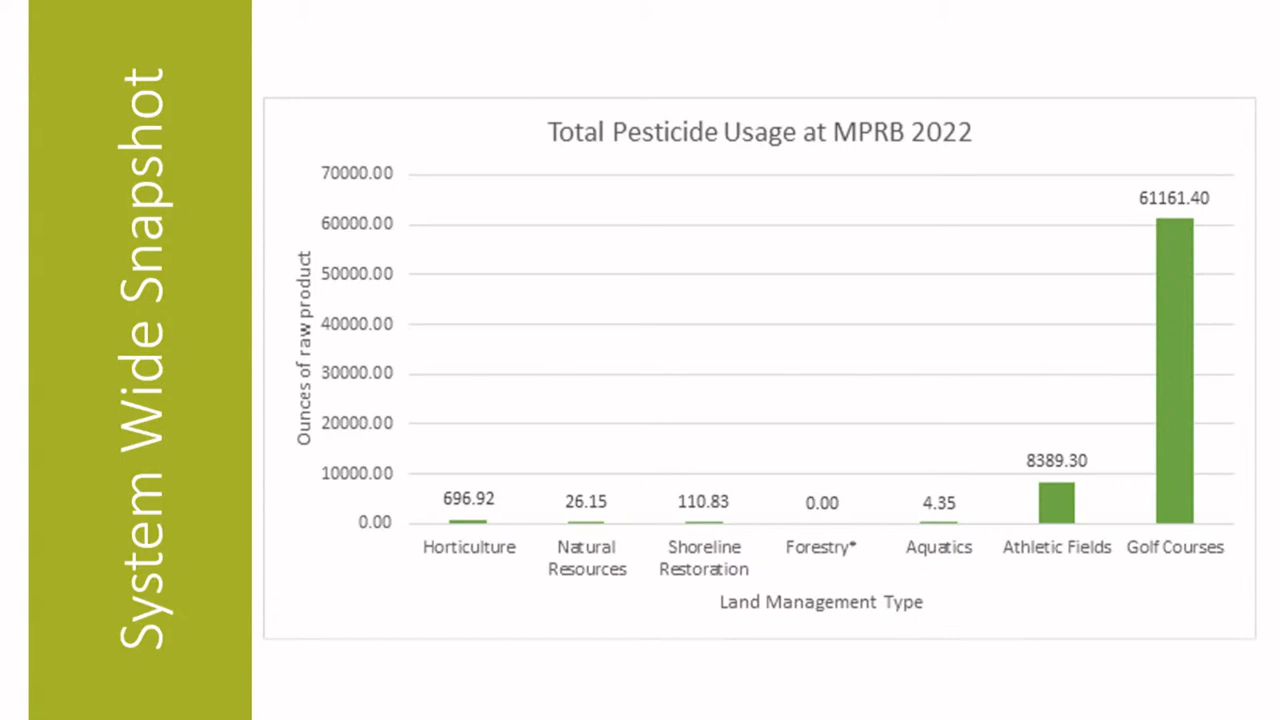 System Wide Snapshot
Total Pesticide Usage at MPRB 2022
Ounces of raw product
70000.00
60000.00
50000.00
40000.00
30000.00
20000.00
10000.00
0.00
696.92
26.15
110.83
0.00
4.35
8389.30
61161.40
Horticulture
Natural
Resources
Shoreline
Restoration
Forestry*
Aquatics
Athletic Fields
Golf Courses
Land Management Type